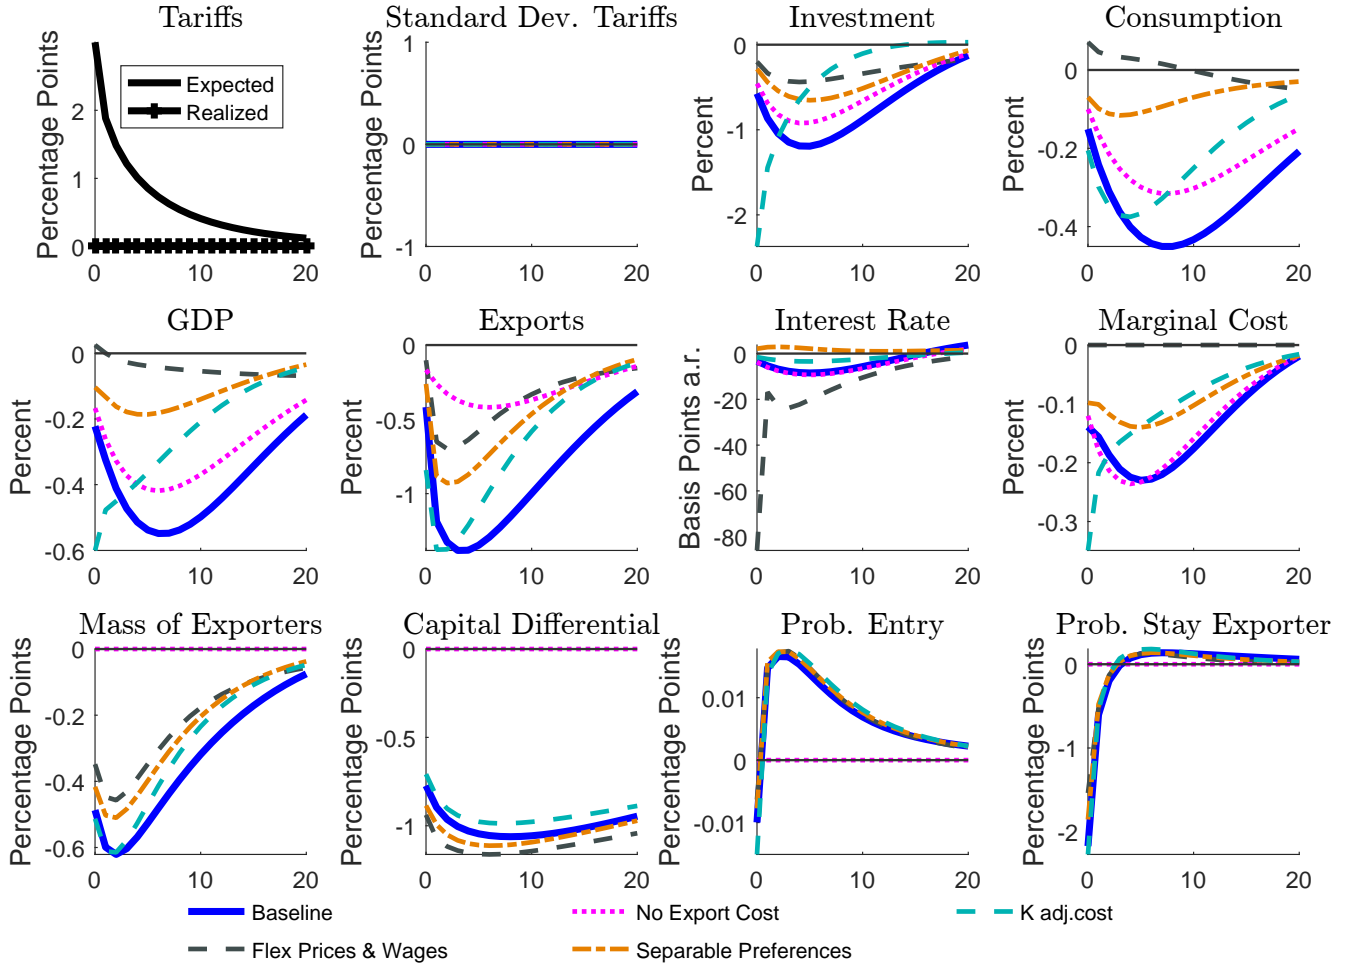 Tariffs
Standard Dev. Tariffs
Investment
Consumption
Percentage Points
2
1
0
Expected
Realized
0
10
20
Percentage Points
1
0
-1
0
10
20
Percent
0
-1
-2
0
10
20
Percent
0
-0.2
-0.4
0
10
20
GDP
Exports
Interest Rate
Marginal Cost
Percent
0
-0.2
-0.4
-0.6
0
10
20
Percent
0
-0.5
-1
0
10
20
Basis Points a.r.
0
-20
-40
-60
-80
0
10
20
Percent
0
-0.1
-0.2
-0.3
0
10
20
Mass of Exporters
Capital Differential
Prob. Entry
Prob. Stay Exporter
Percentage Points
0
-0.2
-0.4
-0.6
0
10
20
Percentage Points
0
-0.5
-1
0
10
20
Percentage Points
0.01
0
-0.01
0
10
20
Percentage Points
0
-1
-2
0
10
20
Baseline
No Export Cost
K adj.cost
Flex Prices & Wages
Separable Preferences